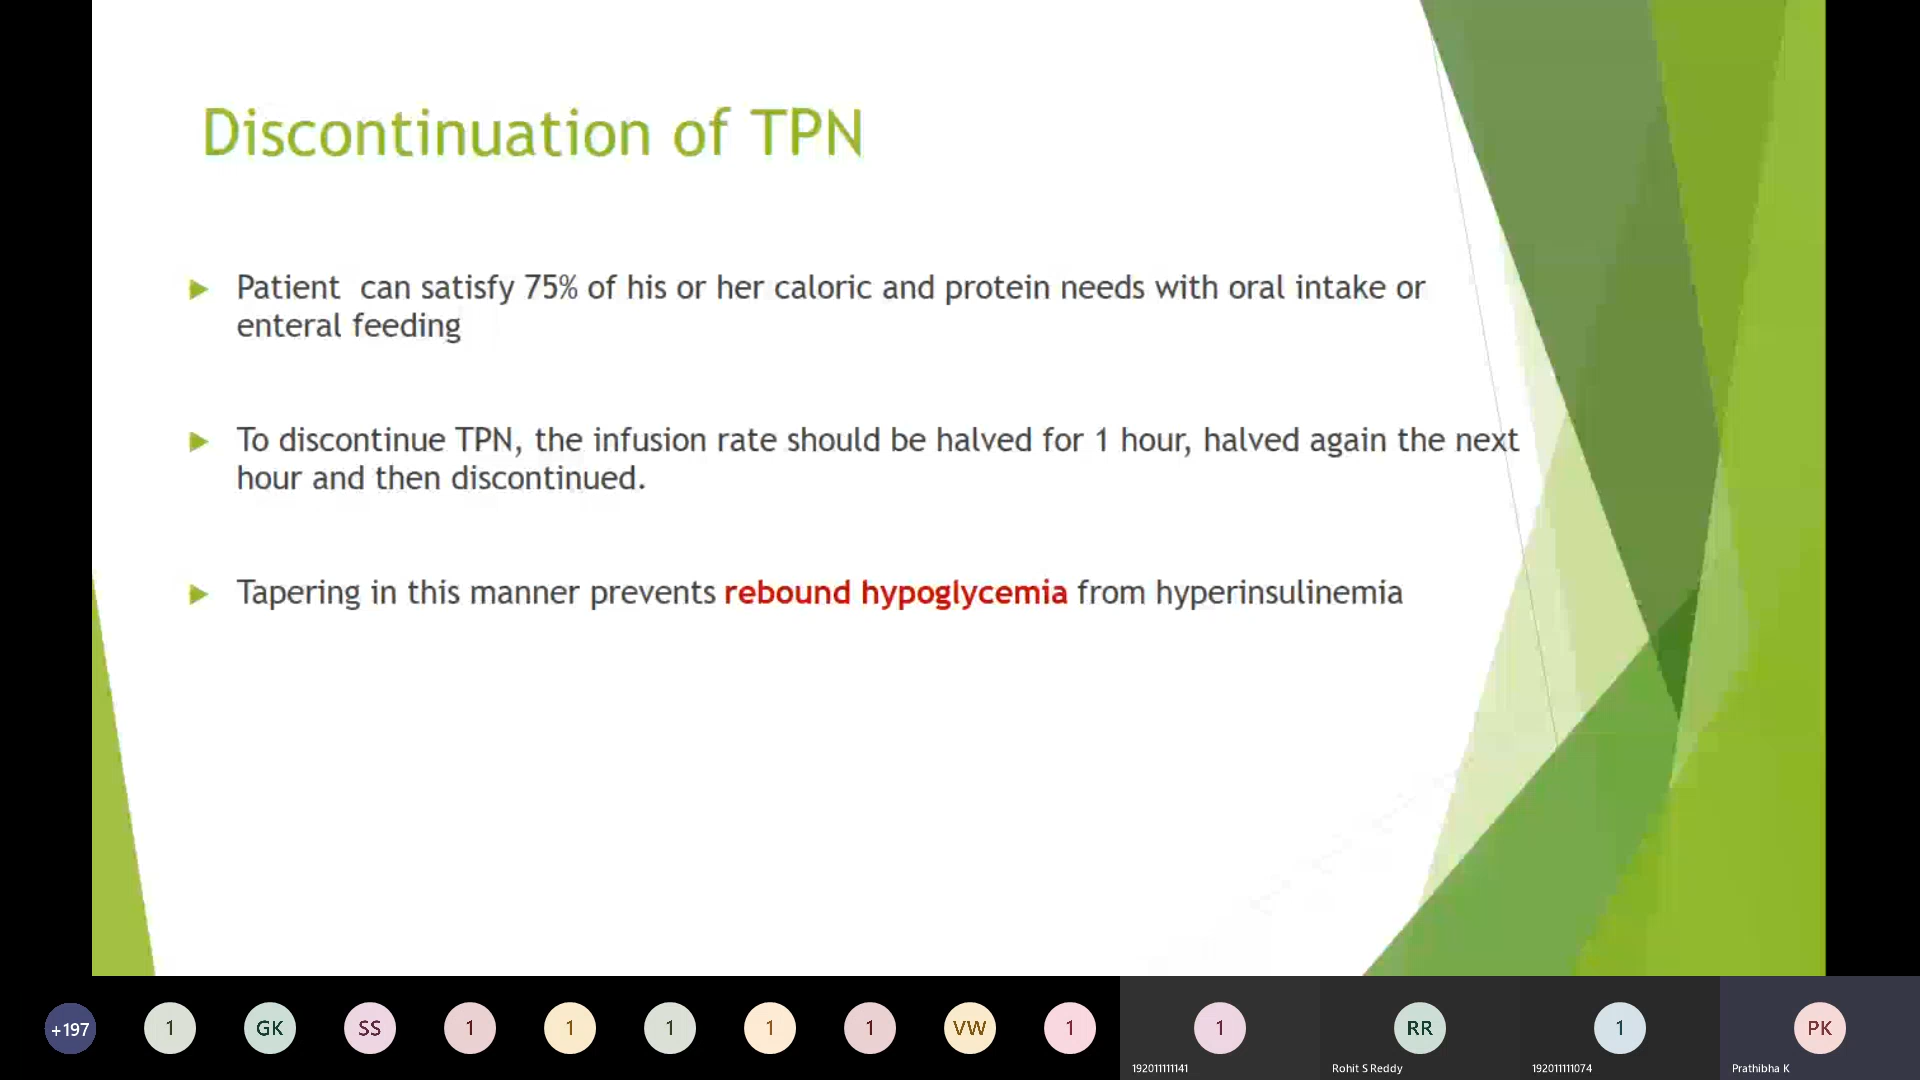 Discontinuation of TPN
Patient  can satisfy 75% of his or her caloric and protein needs with oral intake or
enteral feeding
To discontinue TPN, the infusion rate should be halved for 1 hour, halved again the next
hour and then discontinued.
Tapering in this manner prevents rebound hypoglycemia from hyperinsulinemia
+197 1 GK SS 1 1 1 1 1 VW 1 1 RR 1 PK
192011111141 Rohit S Reddy 192011111074 Prathibha K